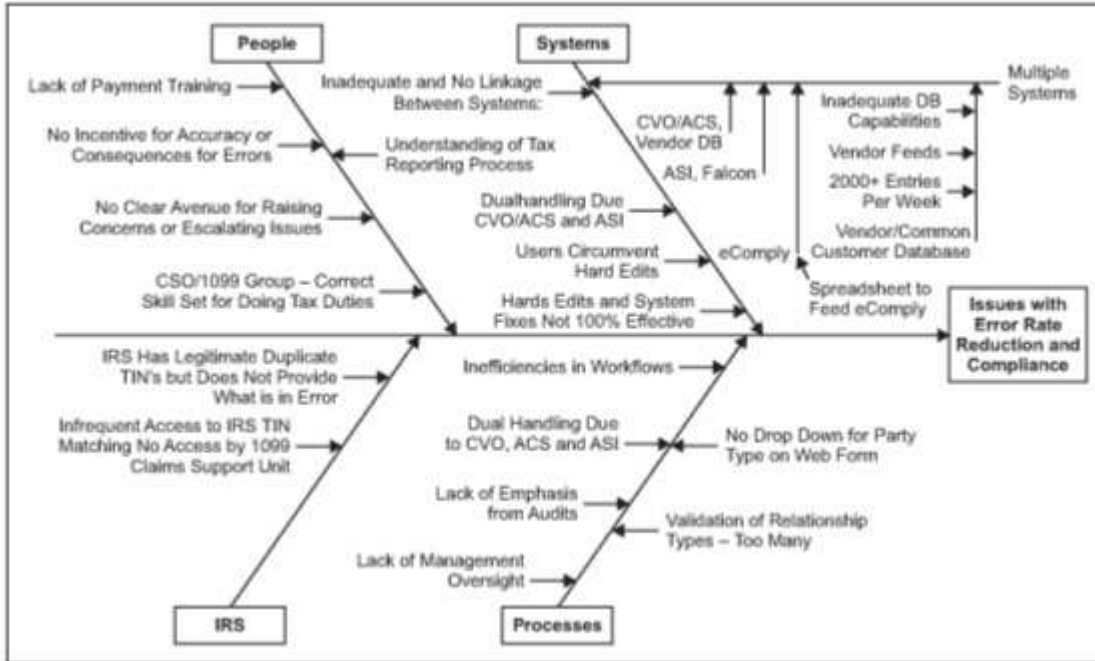 People
Lack of Payment Training
No Incentive for Accuracy or
Consequences for Errors
Understanding of Tax
Reporting Process
No Clear Avenue for Raising
Concerns or Escalating Issues
CSO/1099 Group – Correct
Skill Set for Doing Tax Duties
Systems
Inadequate and No Linkage
Between Systems:
Multiple
Systems
CVO/ACS,
Vendor DB
ASI, Falcon
eComply
Spreadsheet to
Feed eComply
Inadequate DB
Capabilities
Vendor Feeds
2000+ Entries
Per Week
Vendor/Common
Customer Database
Dualhandling Due
CVO/ACS and ASI
Users Circumvent
Hard Edits
Hards Edits and System
Fixes Not 100% Effective
Issues with
Error Rate
Reduction and
Compliance
IRS Has Legitimate Duplicate
TIN's but Does Not Provide
What is in Error
Infrequent Access to IRS TIN
Matching No Access by 1099
Claims Support Unit
IRS
Inefficiencies in Workflows
Dual Handling Due
to CVO, ACS and ASI
No Drop Down for Party
Type on Web Form
Lack of Emphasis
from Audits
Validation of Relationship
Types – Too Many
Lack of Management
Oversight
Processes